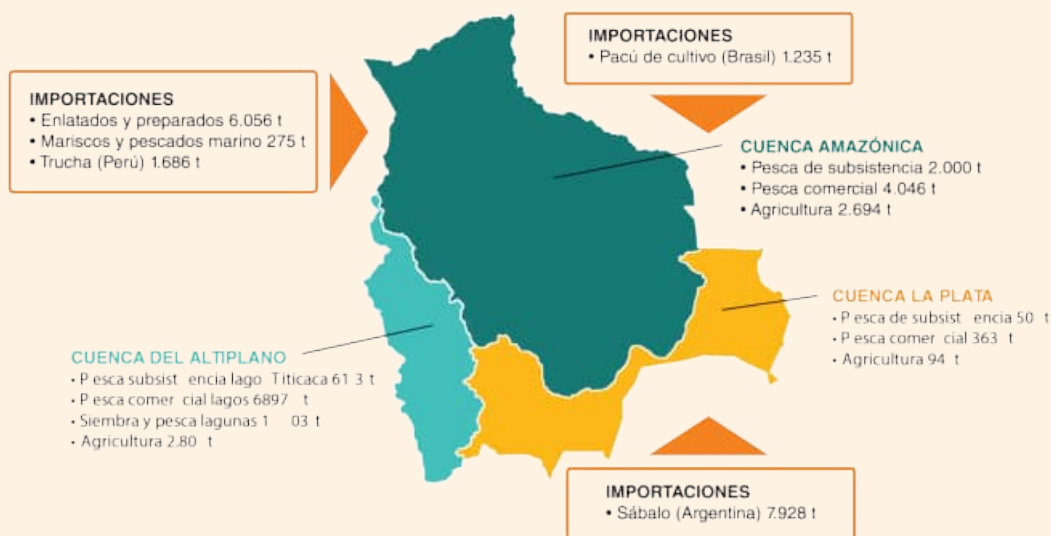 IMPORTACIONES
• Pacú de cultivo (Brasil) 1.235 t
IMPORTACIONES
• Enlatados y preparados 6.056 t
• Mariscos y pescados marino 275 t
• Trucha (Perú) 1.686 t
CUENCA AMAZÓNICA
• Pesca de subsistencia 2.000 t
• Pesca comercial 4.046 t
• Agricultura 2.694 t
CUENCA LA PLATA
• P esca de subsist encia 50 t
• P esca comer cial 363 t
• Agricultura 94 t
CUENCA DEL ALTIPLANO
• P esca subsist encia lago Titicaca 61 3 t
• P esca comer cial lagos 6897 t
• Siembra y pesca lagunas 1 03 t
• Agricultura 2.80 t
IMPORTACIONES
• Sábalo (Argentina) 7.928 t